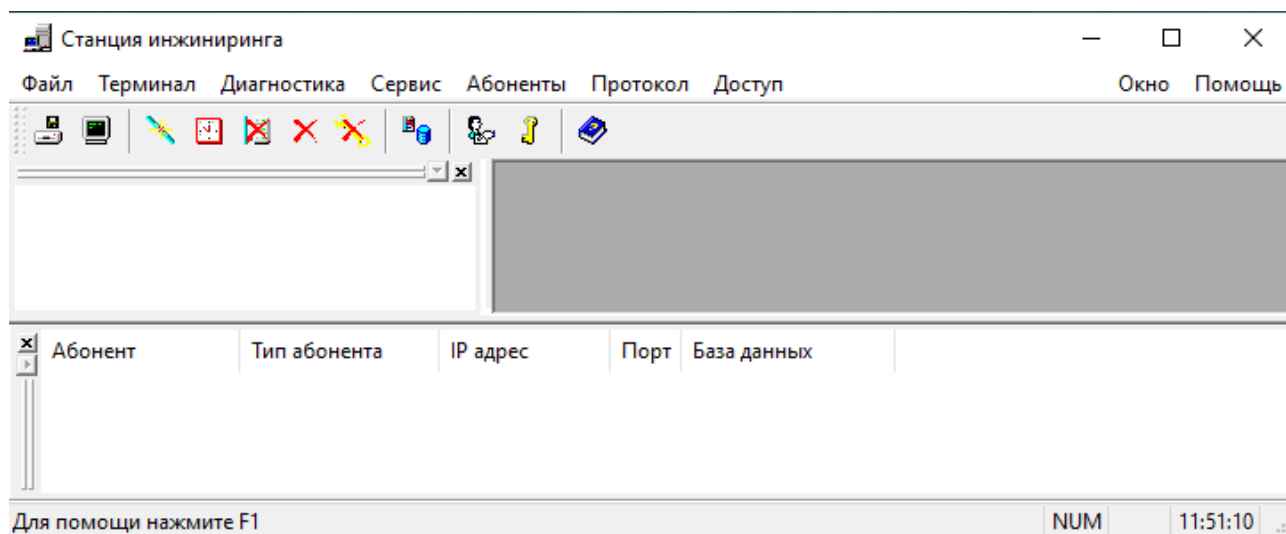 Станция инжиниринга
Файл Терминал Диагностика Сервис Абоненты Протокол Доступ Окно Помощь
Абонент Тип абонента IP адрес Порт База данных
Для помощи нажмите F1 NUM 11:51:10